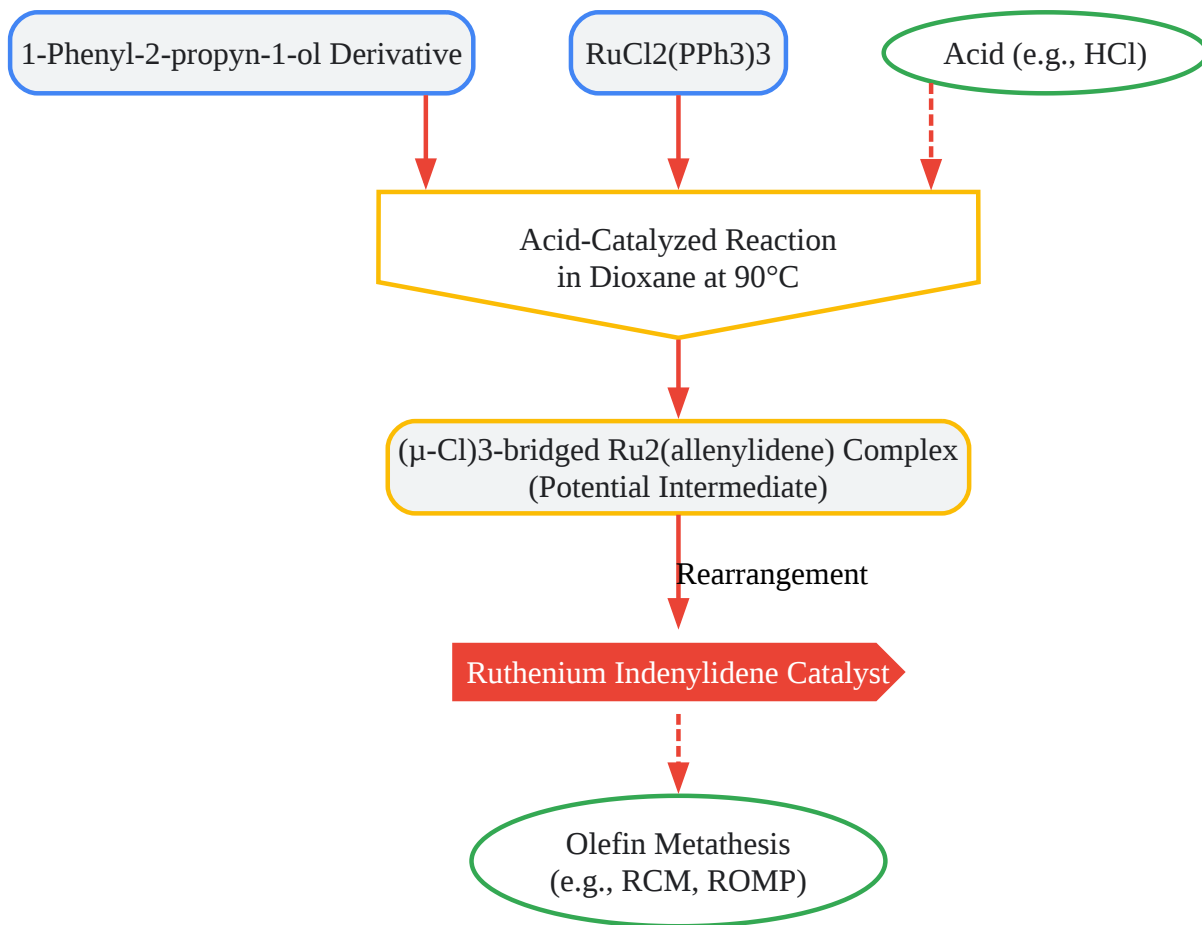 1-Phenyl-2-propyn-1-ol Derivative
RuCl2(PPh3)3
Acid (e.g., HCl)
Acid-Catalyzed Reaction
in Dioxane at 90°C
(µ-Cl)3-bridged Ru2(allenylidene) Complex
(Potential Intermediate)
Rearrangement
Ruthenium Indenylidene Catalyst
Olefin Metathesis
(e.g., RCM, ROMP)